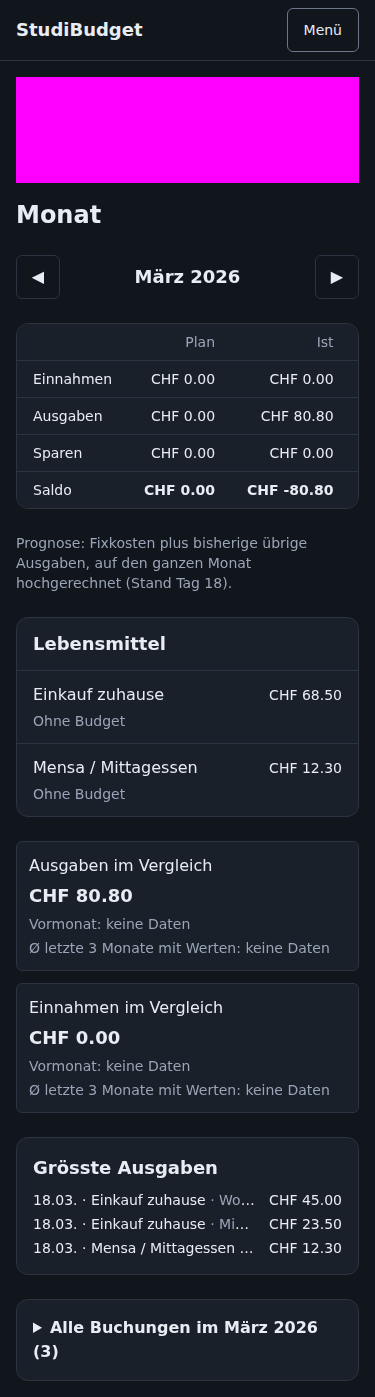 StudiBudget
Menü
Monat
◀ März 2026 ▶
Plan Ist
Einnahmen CHF 0.00 CHF 0.00
Ausgaben CHF 0.00 CHF 80.80
Sparen CHF 0.00 CHF 0.00
Saldo CHF 0.00 CHF -80.80
Prognose: Fixkosten plus bisherige übrige
Ausgaben, auf den ganzen Monat
hochgerechnet (Stand Tag 18).
Lebensmittel
Einkauf zuhause CHF 68.50
Ohne Budget
Mensa / Mittagessen CHF 12.30
Ohne Budget
Ausgaben im Vergleich
CHF 80.80
Vormonat: keine Daten
Ø letzte 3 Monate mit Werten: keine Daten
Einnahmen im Vergleich
CHF 0.00
Vormonat: keine Daten
Ø letzte 3 Monate mit Werten: keine Daten
Grösste Ausgaben
18.03. · Einkauf zuhause · Wo… CHF 45.00
18.03. · Einkauf zuhause · Mi… CHF 23.50
18.03. · Mensa / Mittagessen … CHF 12.30
▶ Alle Buchungen im März 2026
(3)